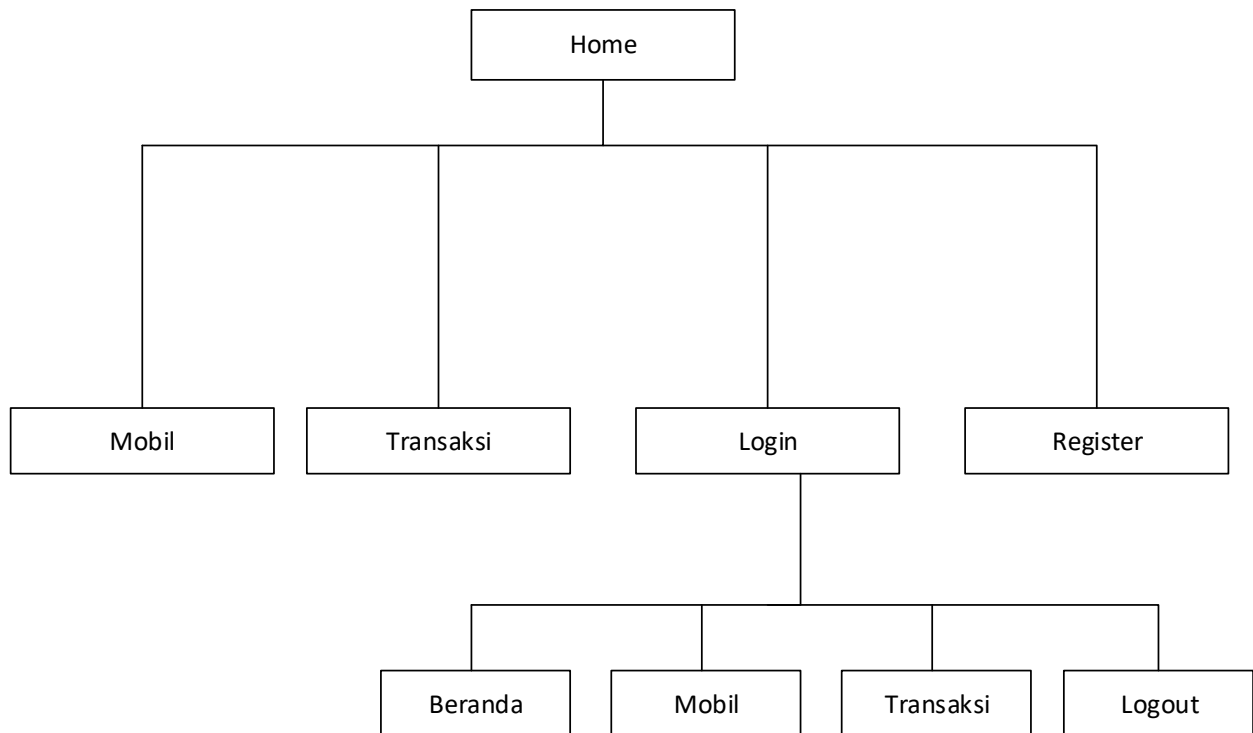 Home
Mobil
Transaksi
Login
Register
Beranda
Mobil
Transaksi
Logout